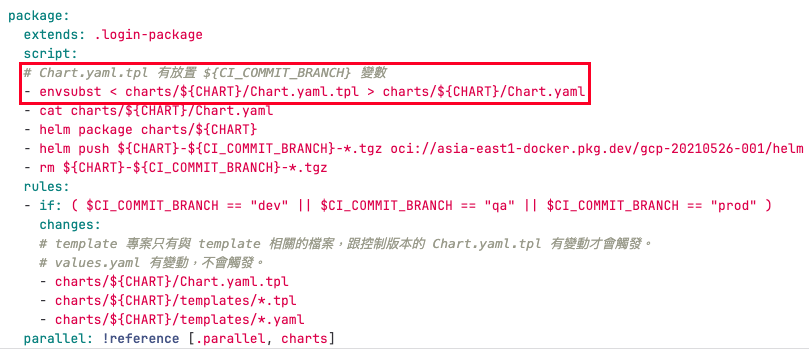 package:
  extends: .login-package
  script:
  # Chart.yaml.tpl 有放置 ${CI_COMMIT_BRANCH} 變數
  - envsubst < charts/${CHART}/Chart.yaml.tpl > charts/${CHART}/Chart.yaml
  - cat charts/${CHART}/Chart.yaml
  - helm package charts/${CHART}
  - helm push ${CHART}-${CI_COMMIT_BRANCH}-*.tgz oci://asia-east1-docker.pkg.dev/gcp-20210526-001/helm
  - rm ${CHART}-${CI_COMMIT_BRANCH}-*.tgz
  rules:
  - if: ( $CI_COMMIT_BRANCH == "dev" || $CI_COMMIT_BRANCH == "qa" || $CI_COMMIT_BRANCH == "prod" )
    changes:
    # template 專案只有與 template 相關的檔案，跟控制版本的 Chart.yaml.tpl 有變動才會觸發。
    # values.yaml 有變動，不會觸發。
    - charts/${CHART}/Chart.yaml.tpl
    - charts/${CHART}/templates/*.tpl
    - charts/${CHART}/templates/*.yaml
  parallel: !reference [.parallel, charts]